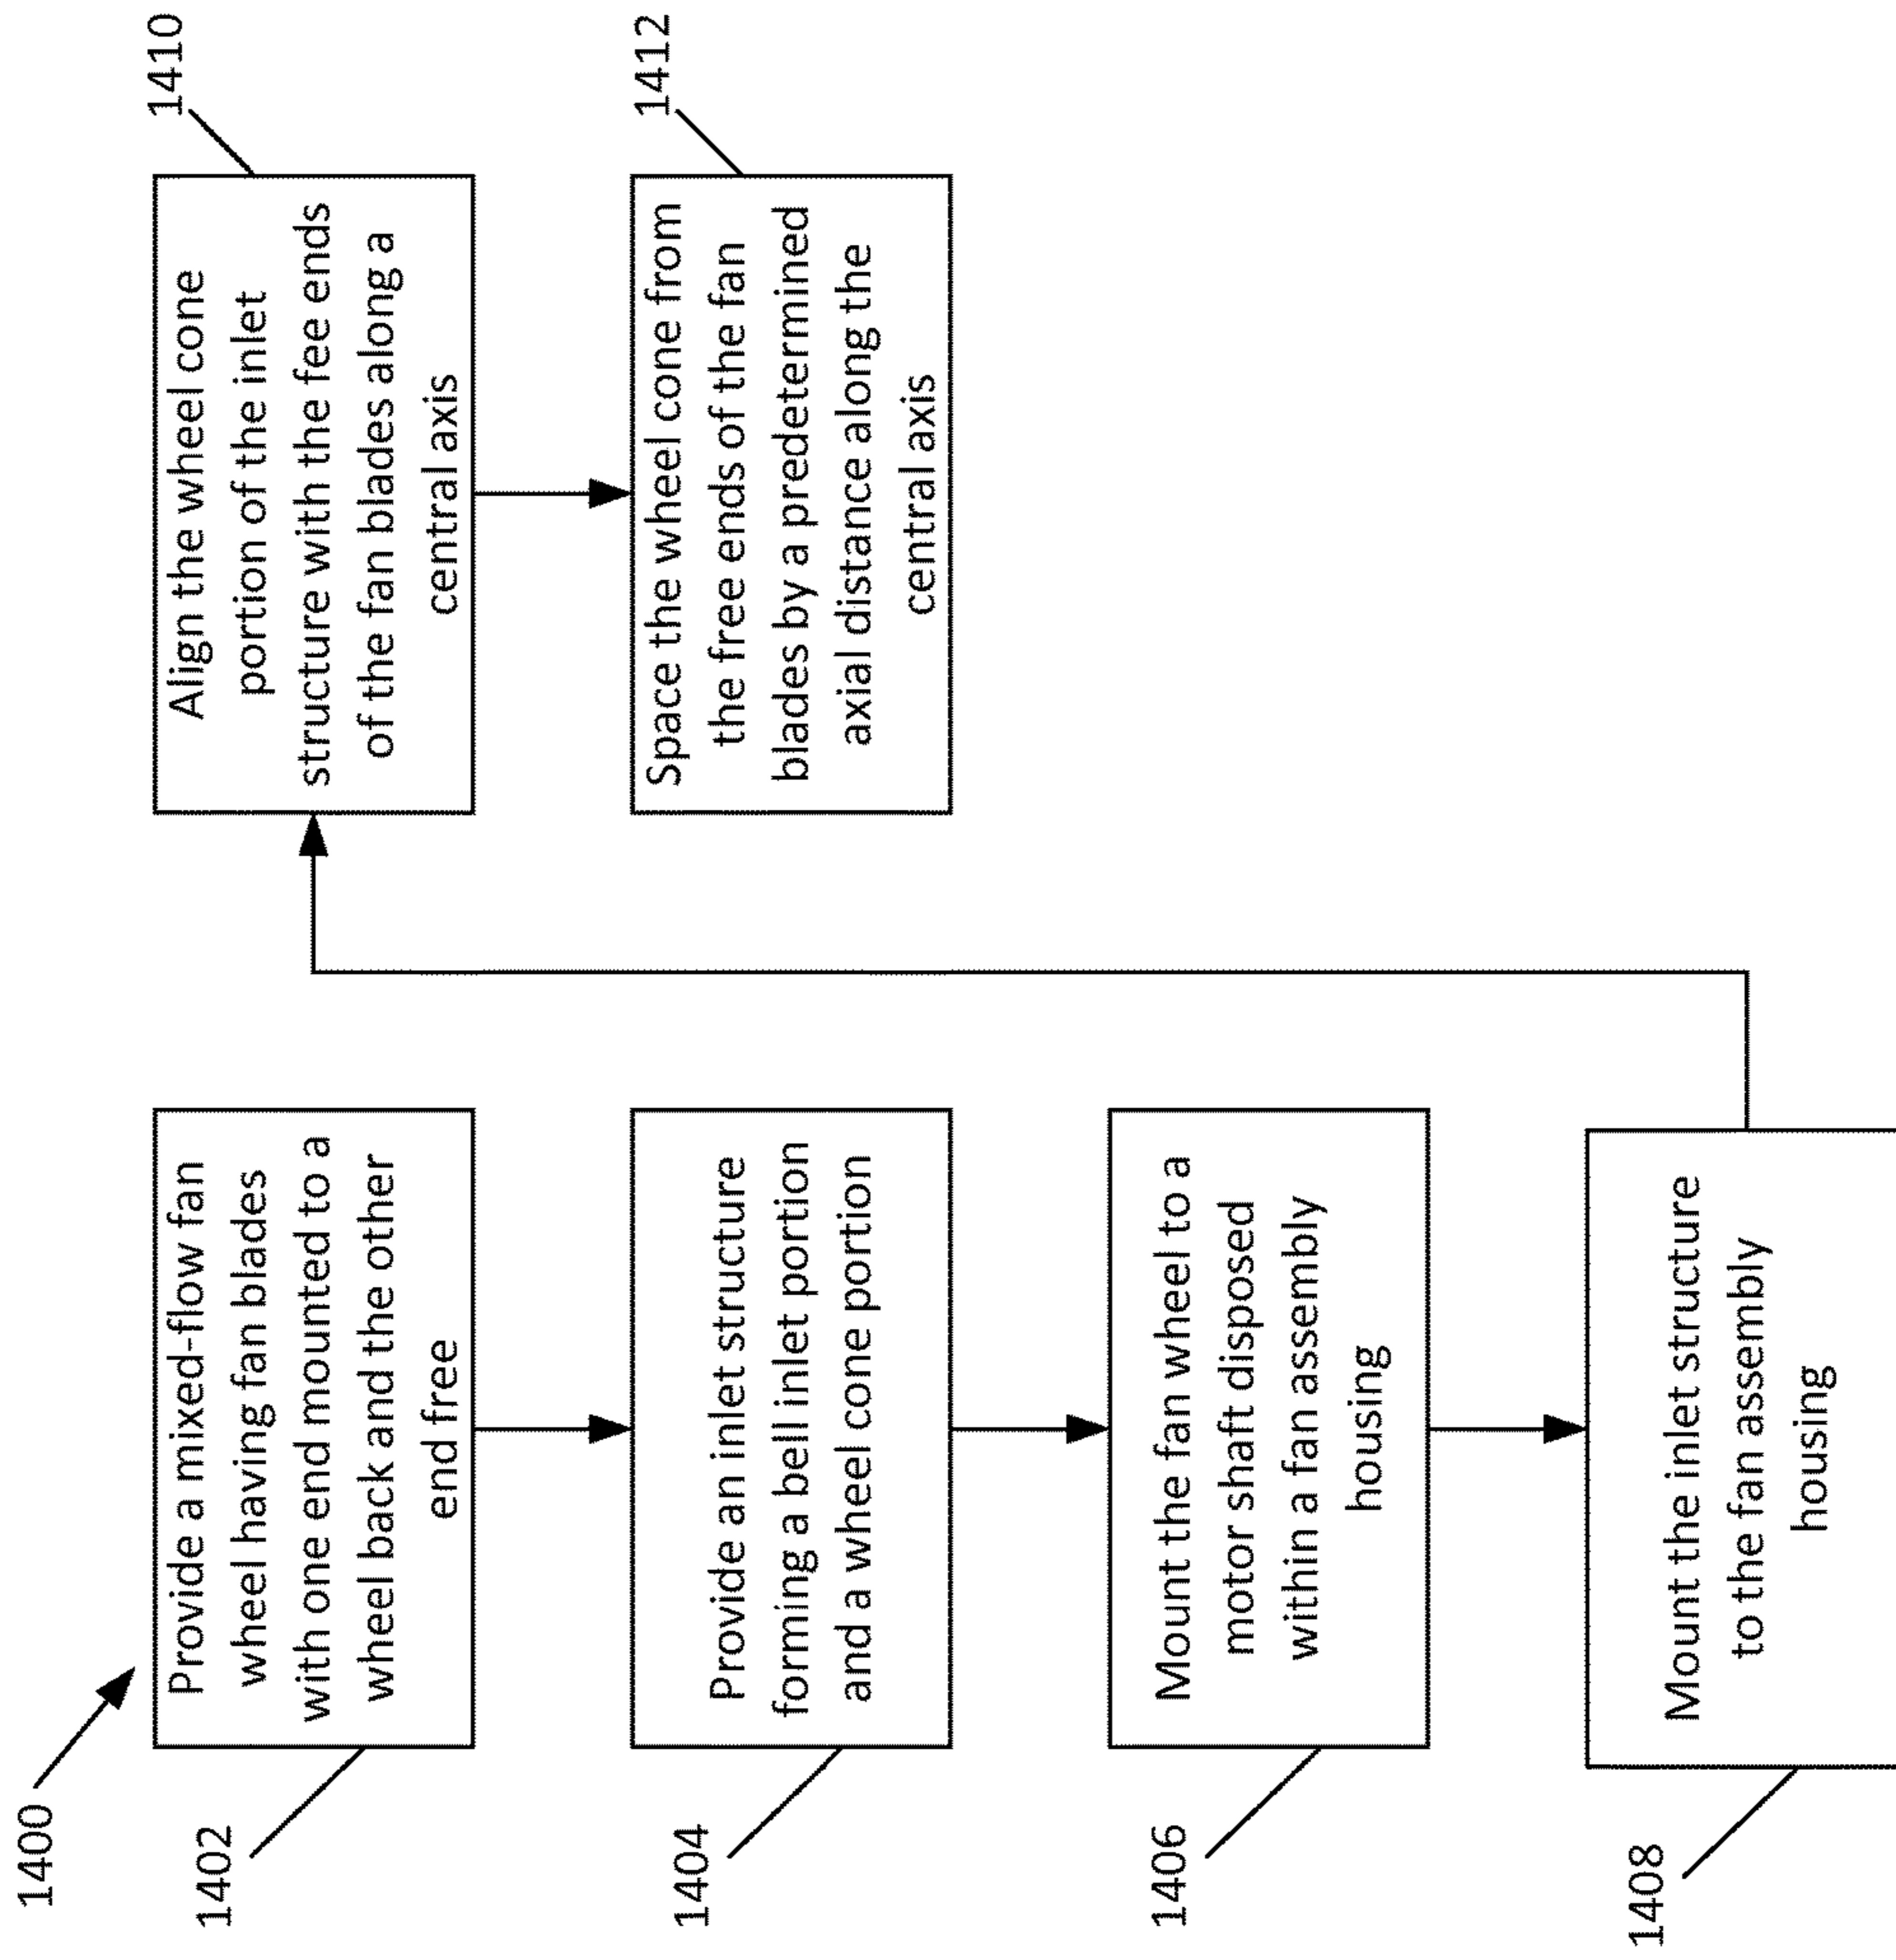 1400
1402
Provide a mixed-flow fan
wheel having fan blades
with one end mounted to a
wheel back and the other
end free
1404
Provide an inlet structure
forming a bell inlet portion
and a wheel cone portion
1406
Mount the fan wheel to a
motor shaft disposed
within a fan assembly
housing
1408
Mount the inlet structure
to the fan assembly
housing
1410
Align the wheel cone
portion of the inlet
structure with the fee ends
of the fan blades along a
central axis
1412
Space the wheel cone from
the free ends of the fan
blades by a predetermined
axial distance along the
central axis